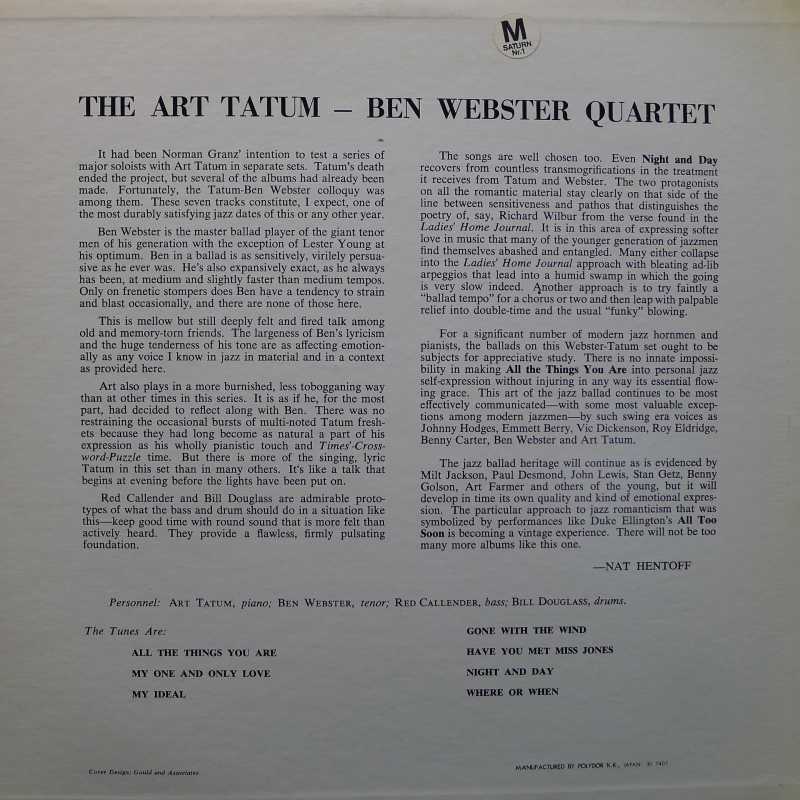 M
SATURN
Nr.1
THE ART TATUM – BEN WEBSTER QUARTET
It had been Norman Granz' intention to test a series of
major soloists with Art Tatum in separate sets. Tatum's death
ended the project, but several of the albums had already been
made. Fortunately, the Tatum-Ben Webster colloquy was
among them. These seven tracks constitute, I expect, one of
the most durably satisfying jazz dates of this or any other year.
Ben Webster is the master ballad player of the giant tenor
men of his generation with the exception of Lester Young at
his optimum. Ben in a ballad is as sensitively, virilely persua-
sive as he ever was. He's also expansively exact, as he always
has been, at medium and slightly faster than medium tempos.
Only on frenetic stompers does Ben have a tendency to strain
and blast occasionally, and there are none of those here.
This is mellow but still deeply felt and fired talk among
old and memory-torn friends. The largeness of Ben's lyricism
and the huge tenderness of his tone are as affecting emotion-
ally as any voice I know in jazz in material and in a context
as provided here.
Art also plays in a more burnished, less tobogganing way
than at other times in this series. It is as if he, for the most
part, had decided to reflect along with Ben. There was no
restraining the occasional bursts of multi-noted Tatum fresh-
ets because they had long become as natural a part of his
expression as his wholly pianistic touch and Times'-Cross-
word-Puzzle time. But there is more of the singing, lyric
Tatum in this set than in many others. It's like a talk that
begins at evening before the lights have been put on.
Red Callender and Bill Douglass are admirable proto-
types of what the bass and drum should do in a situation like
this—keep good time with round sound that is more felt than
actively heard. They provide a flawless, firmly pulsating
foundation.
The songs are well chosen too. Even Night and Day
recovers from countless transmogrifications in the treatment
it receives from Tatum and Webster. The two protagonists
on all the romantic material stay clearly on that side of the
line between sensitiveness and pathos that distinguishes the
poetry of, say, Richard Wilbur from the verse found in the
Ladies' Home Journal. It is in this area of expressing softer
love in music that many of the younger generation of jazzmen
find themselves abashed and entangled. Many either collapse
into the Ladies' Home Journal approach with bleating ad-lib
arpeggios that lead into a humid swamp in which the going
is very slow indeed. Another approach is to try faintly a
"ballad tempo" for a chorus or two and then leap with palpable
relief into double-time and the usual "funky" blowing.
For a significant number of modern jazz hornmen and
pianists, the ballads on this Webster-Tatum set ought to be
subjects for appreciative study. There is no innate impossi-
bility in making All the Things You Are into personal jazz
self-expression without injuring in any way its essential flow-
ing grace. This art of the jazz ballad continues to be most
effectively communicated—with some most valuable excep-
tions among modern jazzmen—by such swing era voices as
Johnny Hodges, Emmett Berry, Vic Dickenson, Roy Eldridge,
Benny Carter, Ben Webster and Art Tatum.
The jazz ballad heritage will continue as is evidenced by
Milt Jackson, Paul Desmond, John Lewis, Stan Getz, Benny
Golson, Art Farmer and others of the young, but it will
develop in time its own quality and kind of emotional expres-
sion. The particular approach to jazz romanticism that was
symbolized by performances like Duke Ellington's All Too
Soon is becoming a vintage experience. There will not be too
many more albums like this one.
—NAT HENTOFF
Personnel: ART TATUM, piano; BEN WEBSTER, tenor; RED CALLENDER, bass; BILL DOUGLASS, drums.
The Tunes Are:
ALL THE THINGS YOU ARE
MY ONE AND ONLY LOVE
MY IDEAL
GONE WITH THE WIND
HAVE YOU MET MISS JONES
NIGHT AND DAY
WHERE OR WHEN
Cover Design: Gould and Associates
MANUFACTURED BY POLYDOR K.K., JAPAN